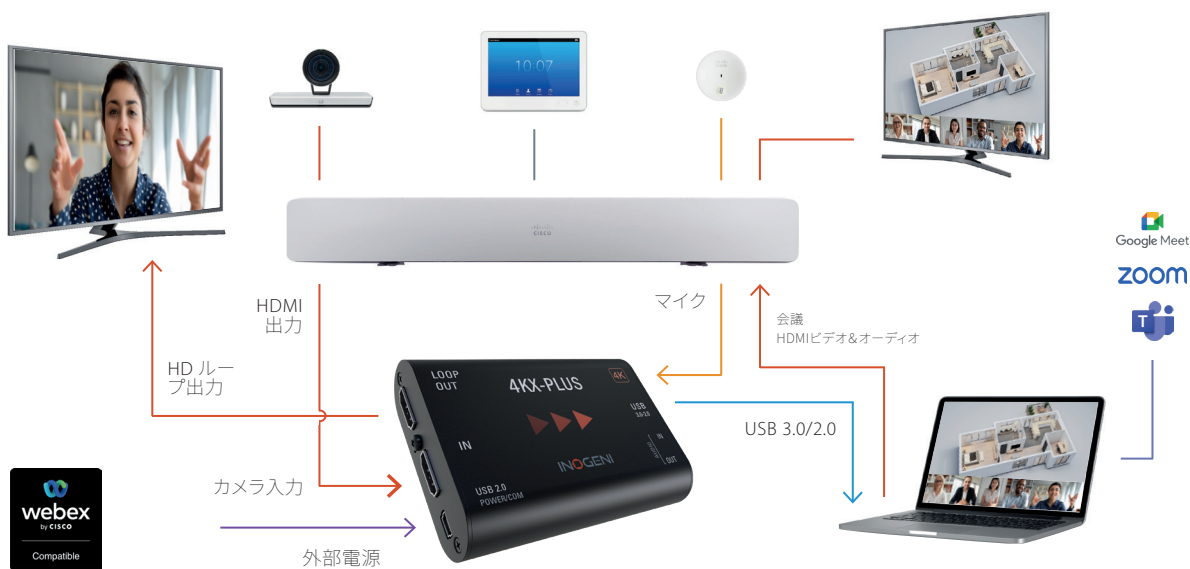 10:07
CISCO
Google Meet
zoom
T
HDMI
出力
マイク
会議
HDMIビデオ&オーディオ
HD ルー
プ出力
LOOP
OUT
4KX-PLUS
4K
USB
3.0-2.0
IN
IN
AUDIO
OUT
INOGENI
USB 2.0
POWER/COM
USB 3.0/2.0
カメラ入力
外部電源
webex
by CISCO
Compatible